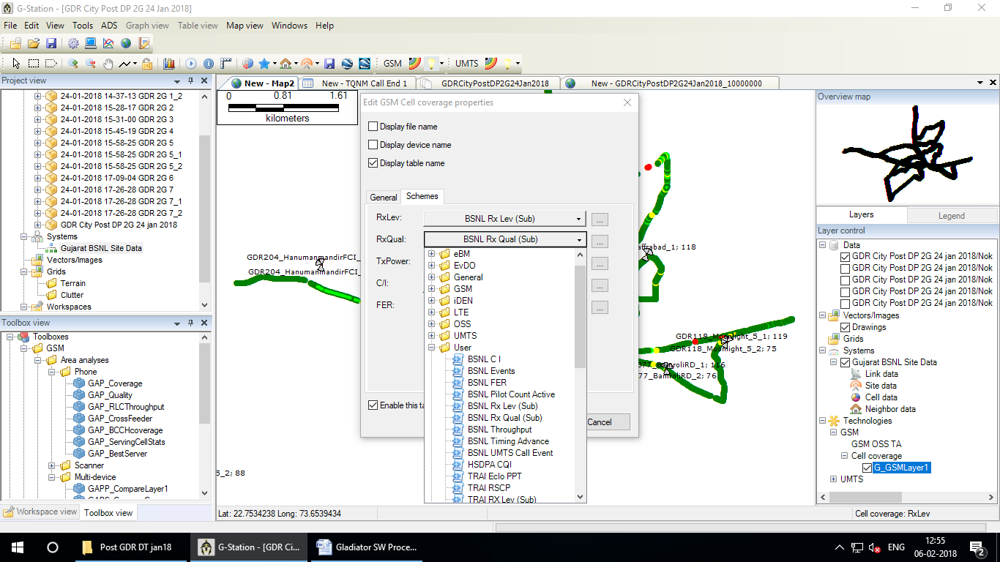 G-Station - [GDR City Post DP 2G 24 Jan 2018]
File Edit View Tools ADS Graph view Table view Map view Windows Help
GSM UMTS
Project view
24-01-2018 14-37-13 GDR 2G 1_2
24-01-2018 15-28-17 GDR 2G 2
24-01-2018 15-31-00 GDR 2G 3
24-01-2018 15-45-19 GDR 2G 4
24-01-2018 15-58-25 GDR 2G 5
24-01-2018 15-58-25 GDR 2G 5_1
24-01-2018 15-58-25 GDR 2G 5_2
24-01-2018 17-09-04 GDR 2G 6
24-01-2018 17-26-28 GDR 2G 7
24-01-2018 17-26-28 GDR 2G 7_1
24-01-2018 17-26-28 GDR 2G 7_2
GDR City Post DP 2G 24 jan 2018
Systems
Gujarat BSNL Site Data
Vectors/Images
Grids
Terrain
Clutter
Workspaces
Toolbox view
Toolboxes
GSM
Area analyses
Phone
GAP_Coverage
GAP_Quality
GAP_RLCThroughput
GAP_CrossFeeder
GAP_BCCHcoverage
GAP_ServingCellStats
GAP_BestServer
Scanner
Multi-device
GAPP_CompareLayer1
Workspace view Toolbox view
New - Map2 New - TQNM Call End 1 GDRCityPostDP2G24Jan2018 New - GDRCityPostDP2G24Jan2018_10000000
0 0.81 1.61
kilometers
GDR204_HanumanmandirFCI_
GDR204_HanumanmandirFCI_
5_2; 88
Edit GSM Cell coverage properties
Display file name
Display device name
Display table name
General Schemes
RxLev: BSNL Rx Lev (Sub) ...
RxQual: BSNL Rx Qual (Sub) ...
TxPower: ...
C/I: ...
FER: ...
eBM
EvDO
General
GSM
iDEN
LTE
OSS
UMTS
User
BSNL C I
BSNL Events
BSNL FER
BSNL Pilot Count Active
BSNL Rx Lev (Sub)
BSNL Rx Qual (Sub)
BSNL Throughput
BSNL Timing Advance
BSNL UMTS Call Event
HSDPA CQI
TRAI EcIo PPT
TRAI RSCP
TRAI RX Lev (Sub)
Enable this ta
Cancel
rabad_1; 118
GDR118_Moonlight_5_1; 119
GDR118_Moonlight_5_2; 75
77_BamroliRD_1; 116
77_BamroliRD_2; 76
Overview map
Layers Legend
Layer control
Data
GDR City Post DP 2G 24 jan 2018/Nok
GDR City Post DP 2G 24 jan 2018/Nok
GDR City Post DP 2G 24 jan 2018/Nok
GDR City Post DP 2G 24 jan 2018/Nok
GDR City Post DP 2G 24 jan 2018/Nok
Vectors/Images
Drawings
Grids
Systems
Gujarat BSNL Site Data
Link data
Site data
Cell data
Neighbor data
Technologies
GSM
GSM OSS TA
Cell coverage
G_GSMLayer1
UMTS
Lat: 22.7534238 Long: 73.6539434
Cell coverage: RxLev
Post GDR DT jan18 G-Station - [GDR Ci... Gladiator SW Proce...
ENG
12:55
06-02-2018
2